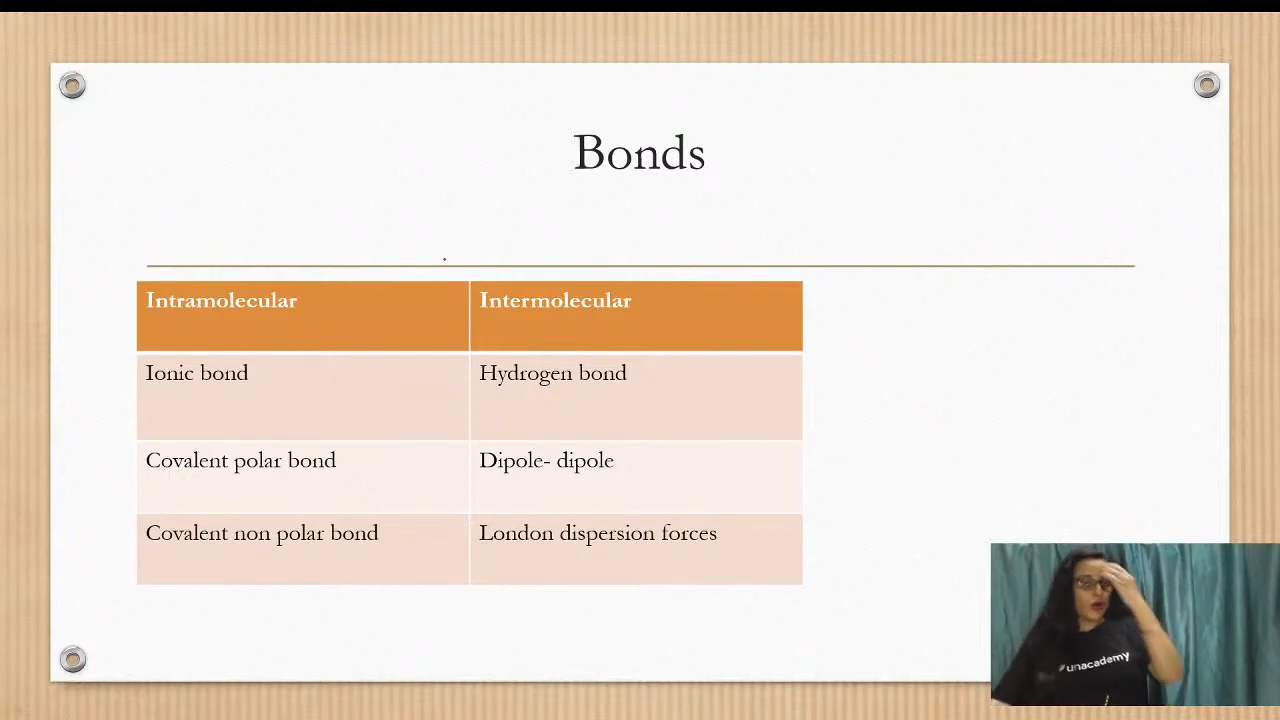 Bonds
Intramolecular
Intermolecular
Ionic bond
Hydrogen bond
Covalent polar bond
Dipole- dipole
Covalent non polar bond
London dispersion forces
#unacademy